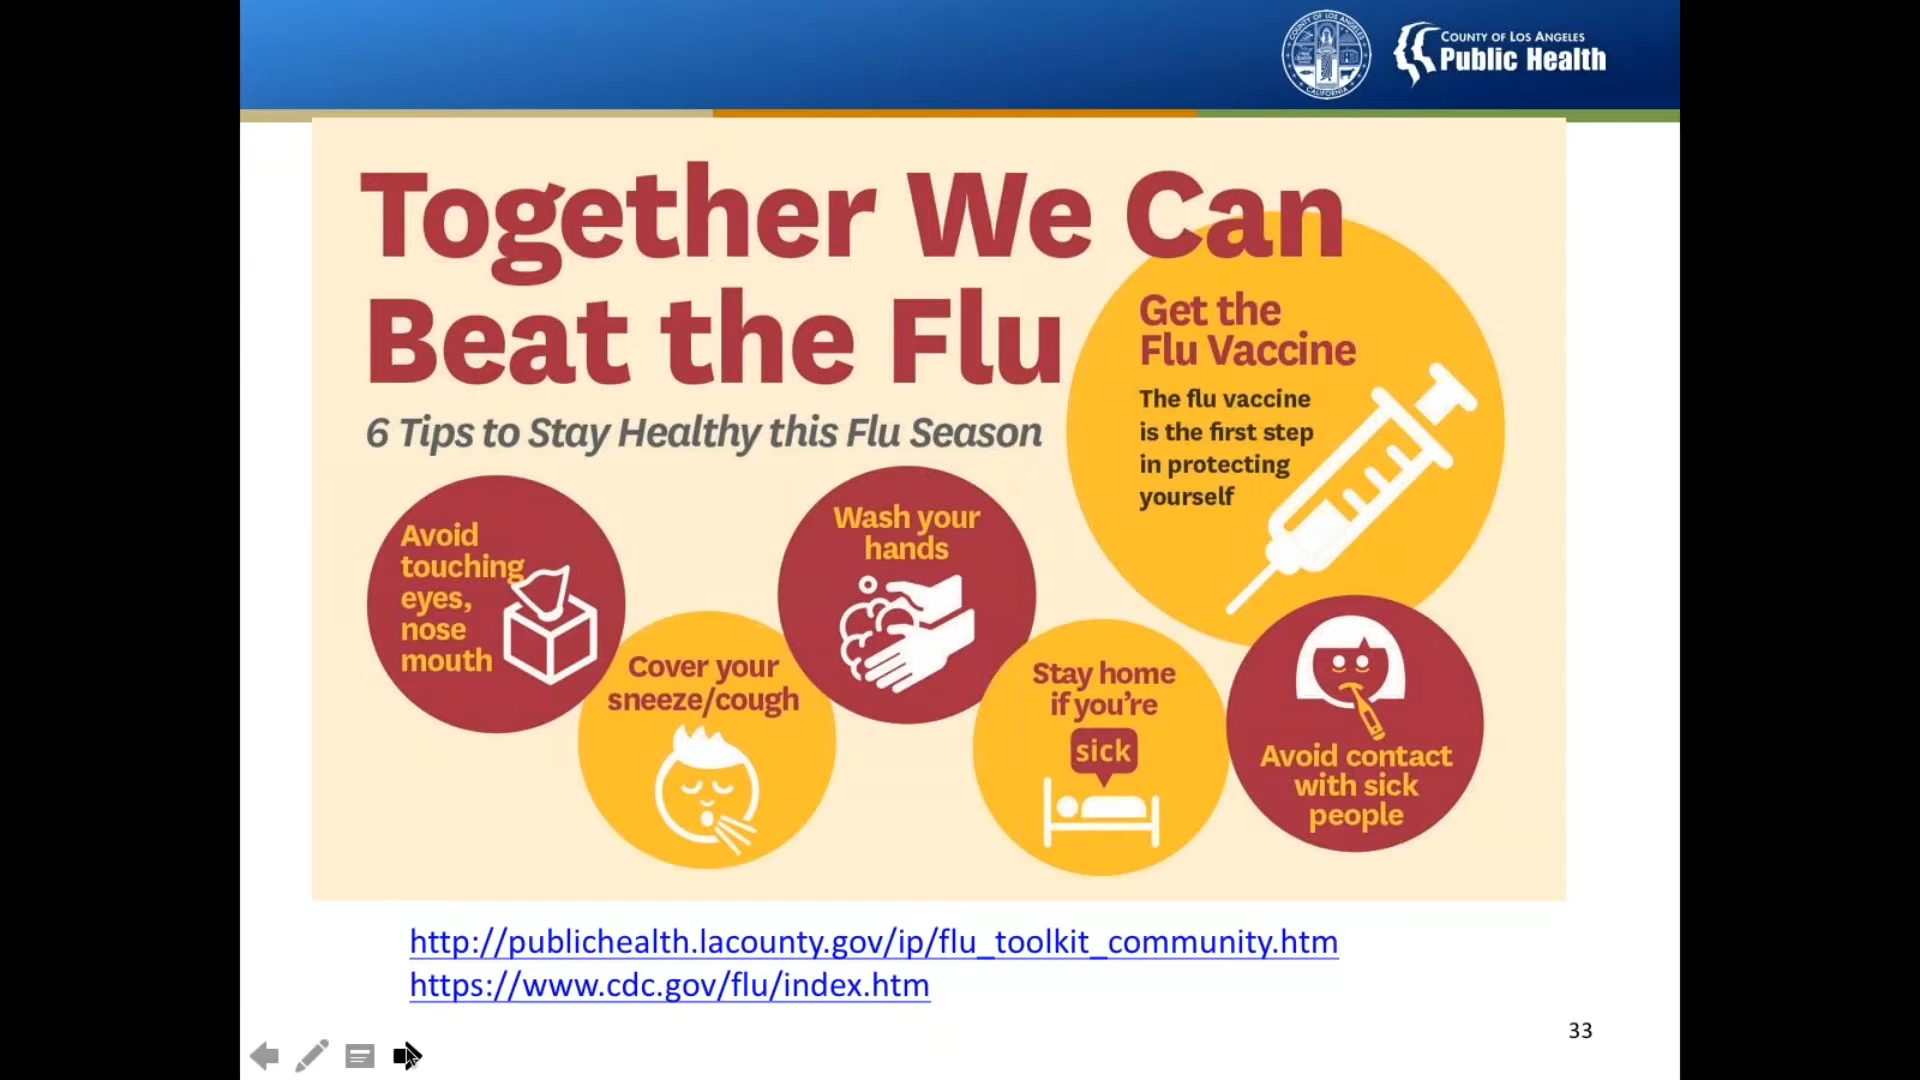 COUNTY OF LOS ANGELES
Public Health
Together We Can
Beat the Flu
6 Tips to Stay Healthy this Flu Season
Get the
Flu Vaccine
The flu vaccine
is the first step
in protecting
yourself
Avoid
touching
eyes,
nose
mouth
Cover your
sneeze/cough
Wash your
hands
Stay home
if you're
sick
Avoid contact
with sick
people
http://publichealth.lacounty.gov/ip/flu_toolkit_community.htm
https://www.cdc.gov/flu/index.htm
33